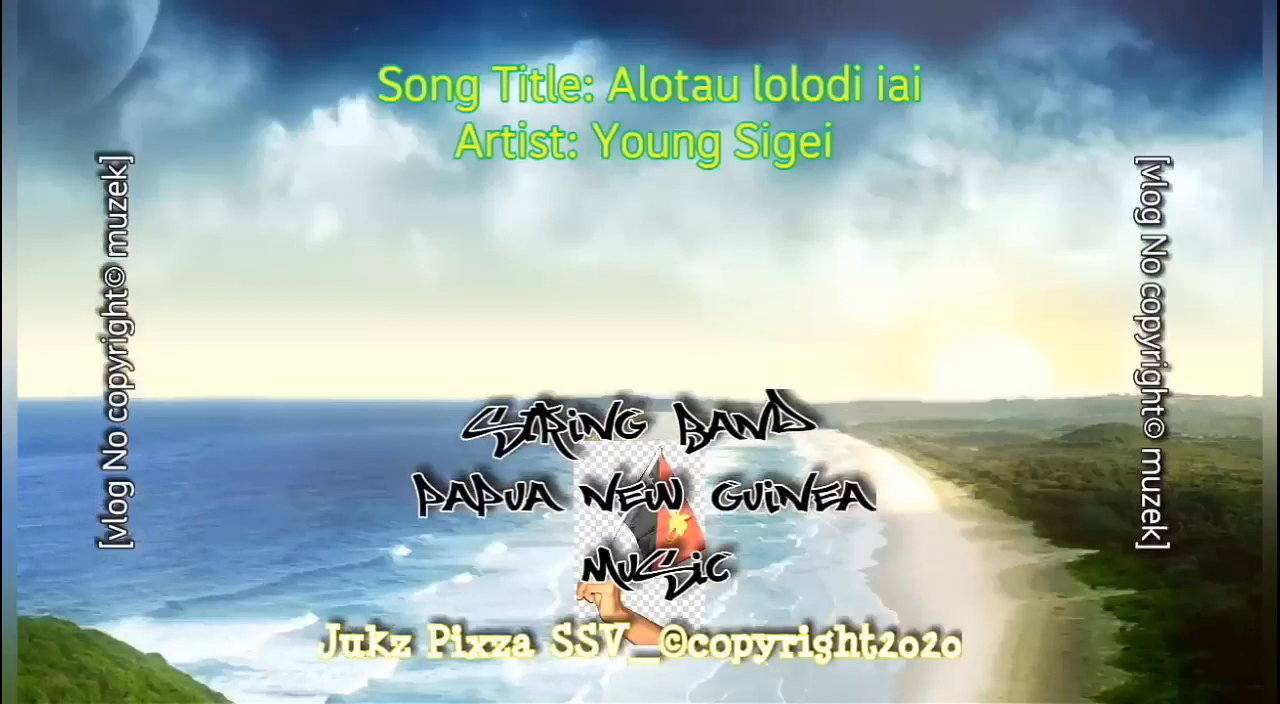 Song Title: Alotau lolodi iai
Artist: Young Sigei
[vlog No copyright© muzek]
[vlog No copyright© muzek]
STRiNG BAND
PAPUA NEW GUiNEA
MUSiC
Jukz Pixza SSV_©copyright2020